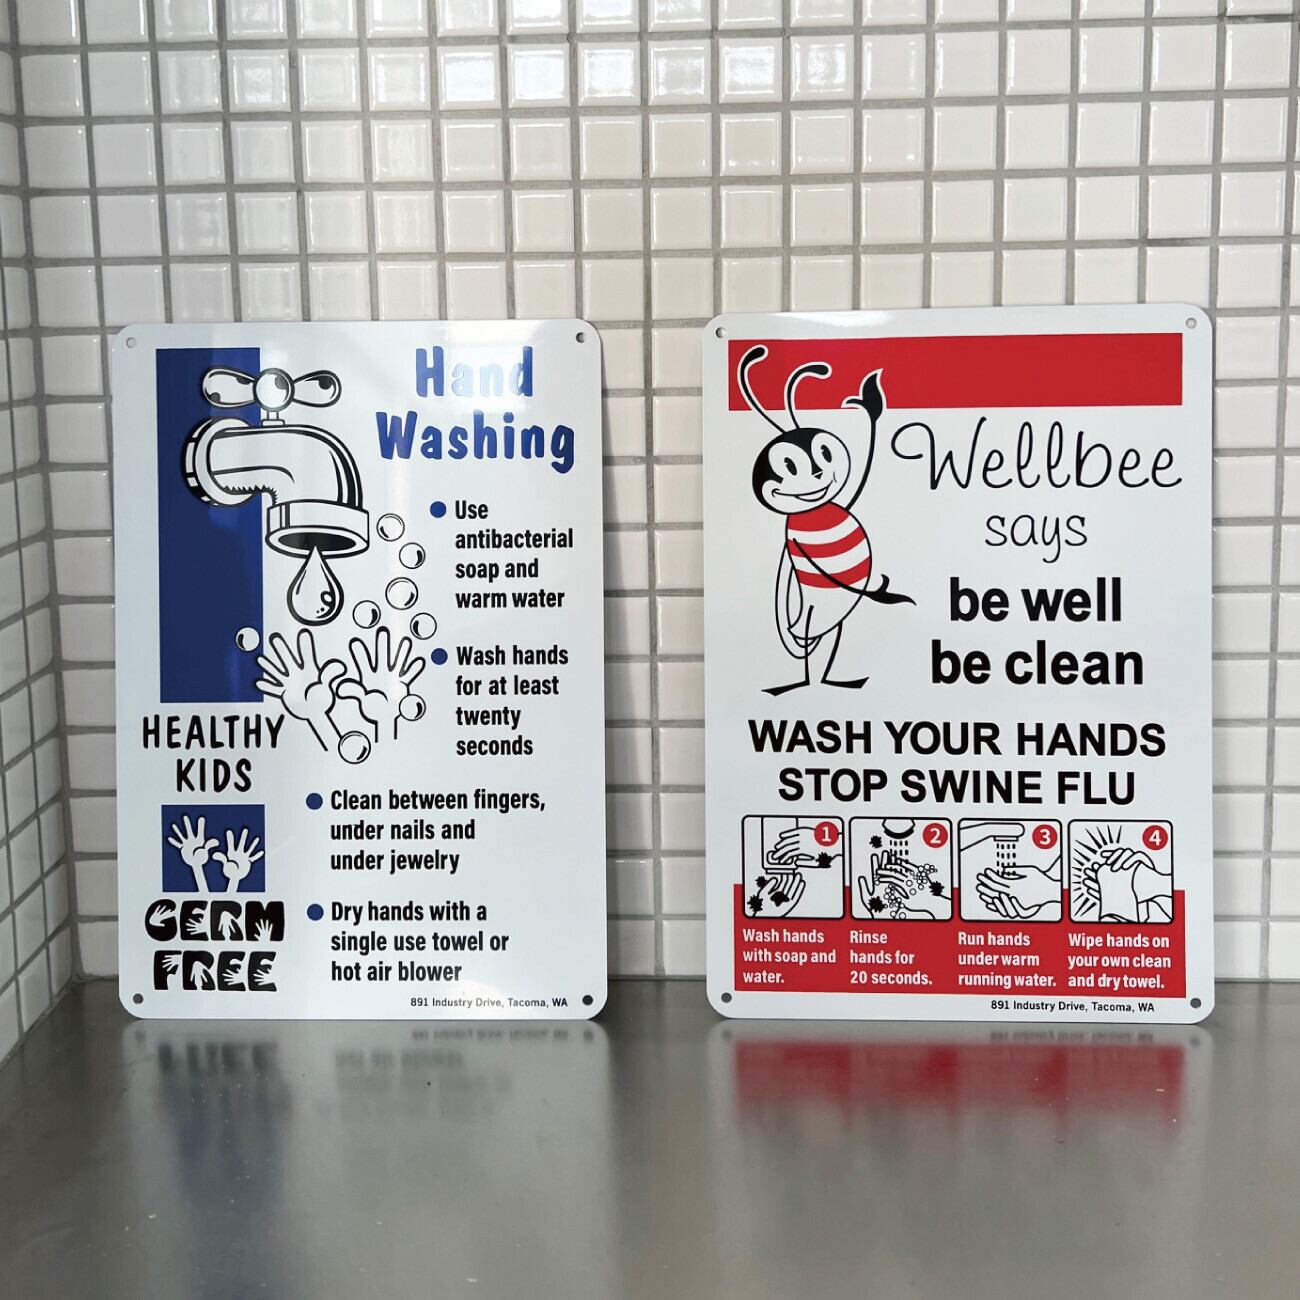 Hand
Washing
Use
antibacterial
soap and
warm water
Wash hands
for at least
twenty
seconds
HEALTHY
KIDS
Clean between fingers,
under nails and
under jewelry
GERM
FREE
Dry hands with a
single use towel or
hot air blower
891 Industry Drive, Tacoma, WA
Wellbee
says
be well
be clean
WASH YOUR HANDS
STOP SWINE FLU
1
2
3
4
Wash hands
with soap and
water.
Rinse
hands for
20 seconds.
Run hands
under warm
running water.
Wipe hands on
your own clean
and dry towel.
891 Industry Drive, Tacoma, WA